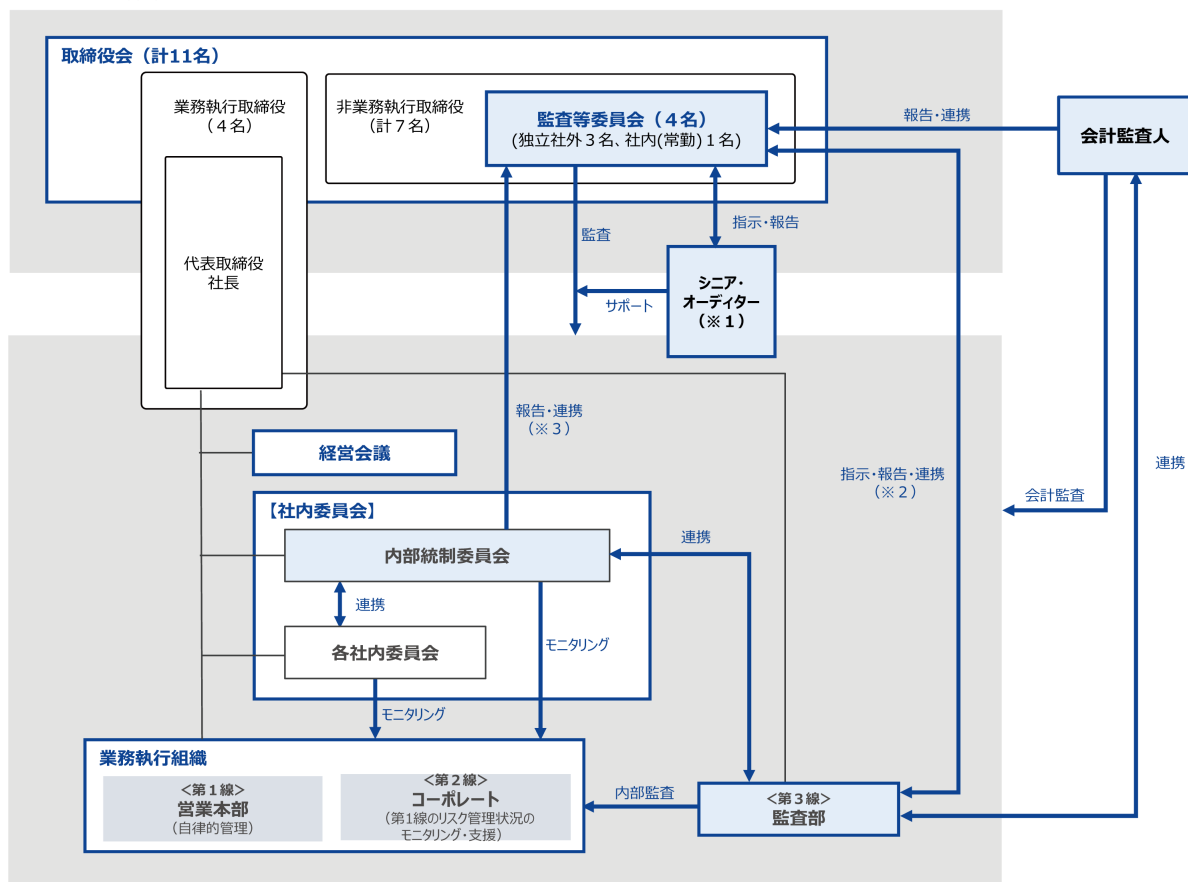 取締役会（計11名）
業務執行取締役
（４名）
代表取締役
社長
非業務執行取締役
（計７名）
監査等委員会（４名）
(独立社外３名、社内(常勤)１名)
報告・連携
会計監査人
監査
指示・報告
シニア・
オーディター
（※１）
サポート
報告・連携
（※３）
経営会議
指示・報告・連携
（※２）
連携
会計監査
【社内委員会】
内部統制委員会
連携
連携
各社内委員会
モニタリング
モニタリング
業務執行組織
＜第１線＞
営業本部
（自律的管理）
＜第２線＞
コーポレート
（第1線のリスク管理状況の
モニタリング・支援）
内部監査
＜第３線＞
監査部